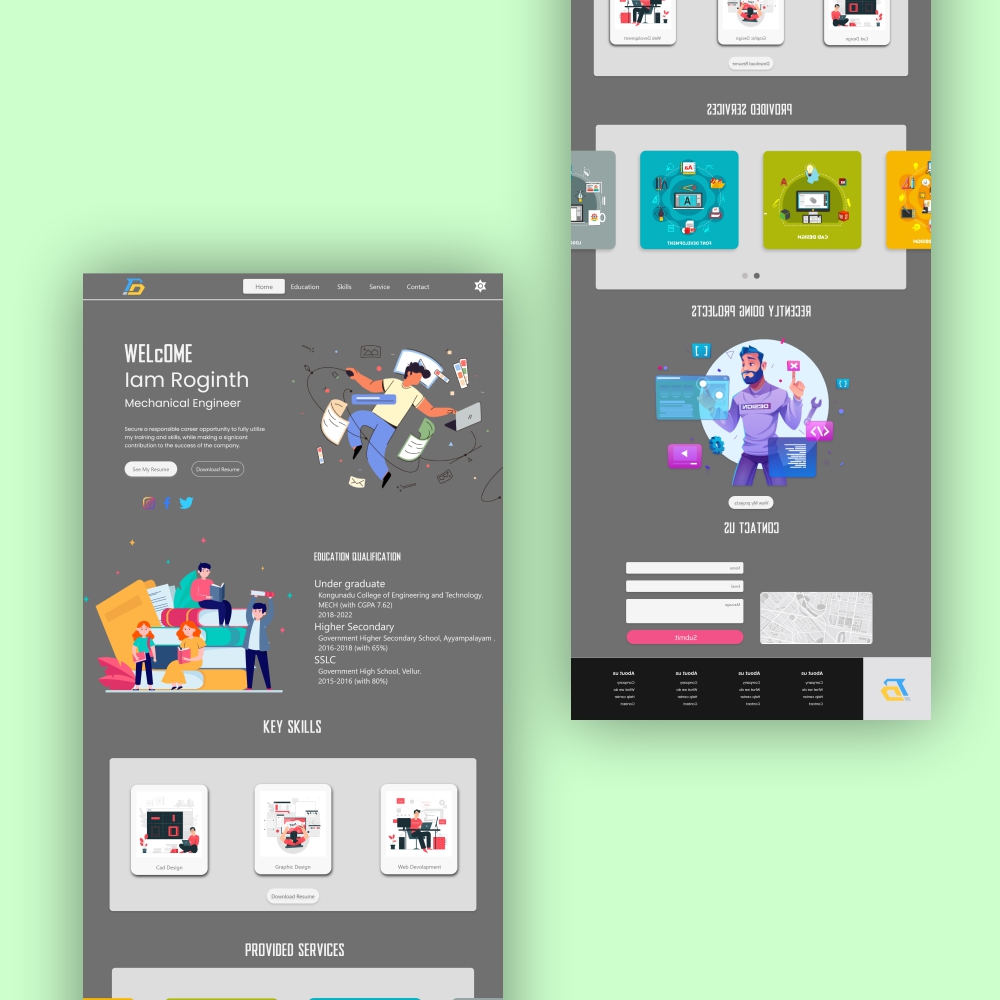 Home
Education
Skills
Service
Contact
WELcOME
Iam Roginth
Mechanical Engineer
Secure a responsible career opportunity to fully utilize
my training and skills, while making a signicant
contribution to the success of the company.
See My Resume
Download Resume
EDUCATION QUALIFICATION
Under graduate
Kongunadu College of Engineering and Technology.
MECH (with CGPA 7.62)
2018-2022
Higher Secondary
Government Higher Secondary School, Ayyampalayam .
2016-2018 (with 65%)
SSLC
Government High School, Vellur.
2015-2016 (with 80%)
KEY SKILLS
Cad Design
Graphic Design
Web Devolopment
Download Resume
PROVIDED SERVICES
Web Devolopment
Graphic Design
Cad Design
Download Resume
PROVIDED SERVICES
FONT DEVELOPMENT
CAD DESIGN
RECENTLY DOING PROJECTS
DESIGN
View My projects
CONTACT US
Name
Email
Message
Submit
About us
About us
About us
About us
Company
Company
Company
Company
What we do
What we do
What we do
What we do
Help center
Help center
Help center
Help center
Contact
Contact
Contact
Contact